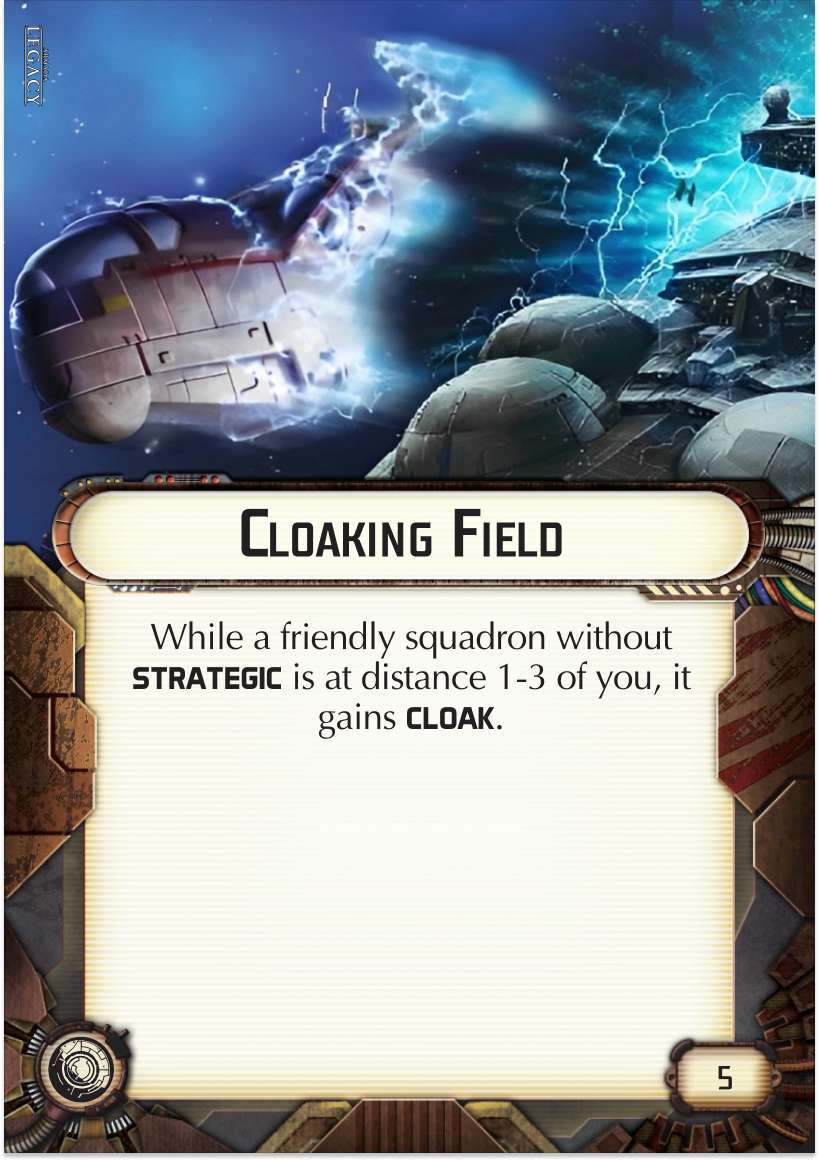 LEGACY
Cloaking Field
While a friendly squadron without
STRATEGIC is at distance 1-3 of you, it
gains CLOAK.
5